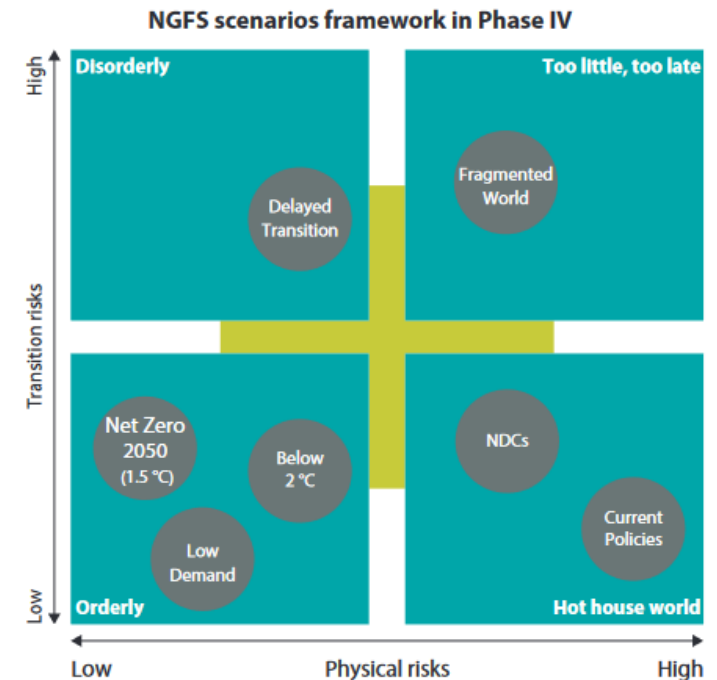 NGFS scenarios framework in Phase IV
High
Disorderly
Too little, too late
Fragmented
World
Delayed
Transition
Transition risks
Net Zero
2050
(1.5 °C)
Below
2 °C
NDCs
Low
Demand
Current
Policies
Low
Orderly
Hot house world
Low
Physical risks
High